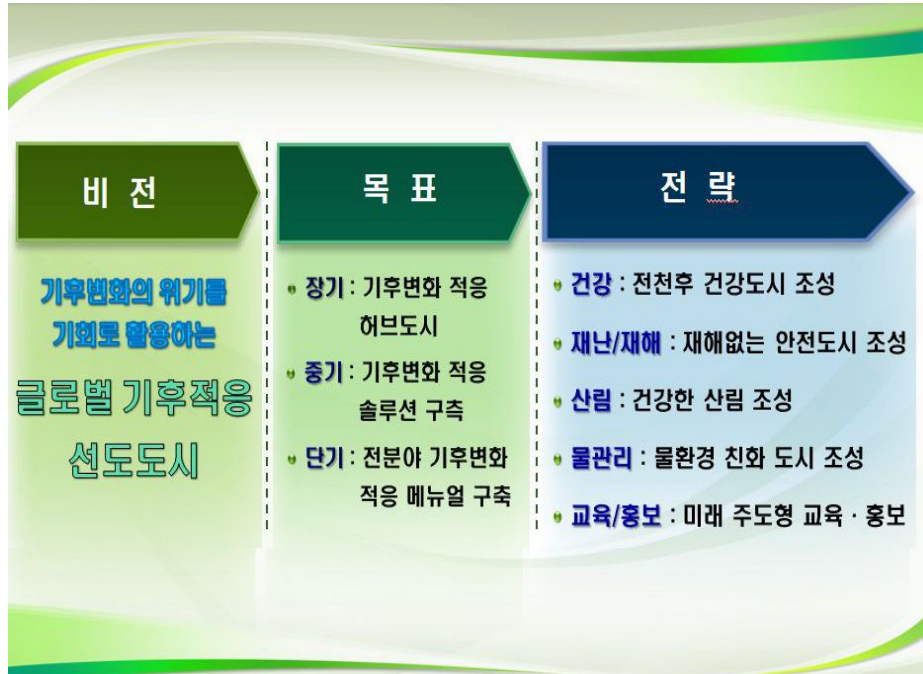 비 전
기후변화의 위기를
기회로 활용하는
글로벌 기후적응
선도도시
목 표
장기 : 기후변화 적응
허브도시
중기 : 기후변화 적응
솔루션 구측
단기 : 전분야 기후변화
적응 메뉴얼 구축
전 략
건강 : 전천후 건강도시 조성
재난/재해 : 재해없는 안전도시 조성
산림 : 건강한 산림 조성
물관리 : 물환경 친화 도시 조성
교육/홍보 : 미래 주도형 교육 · 홍보